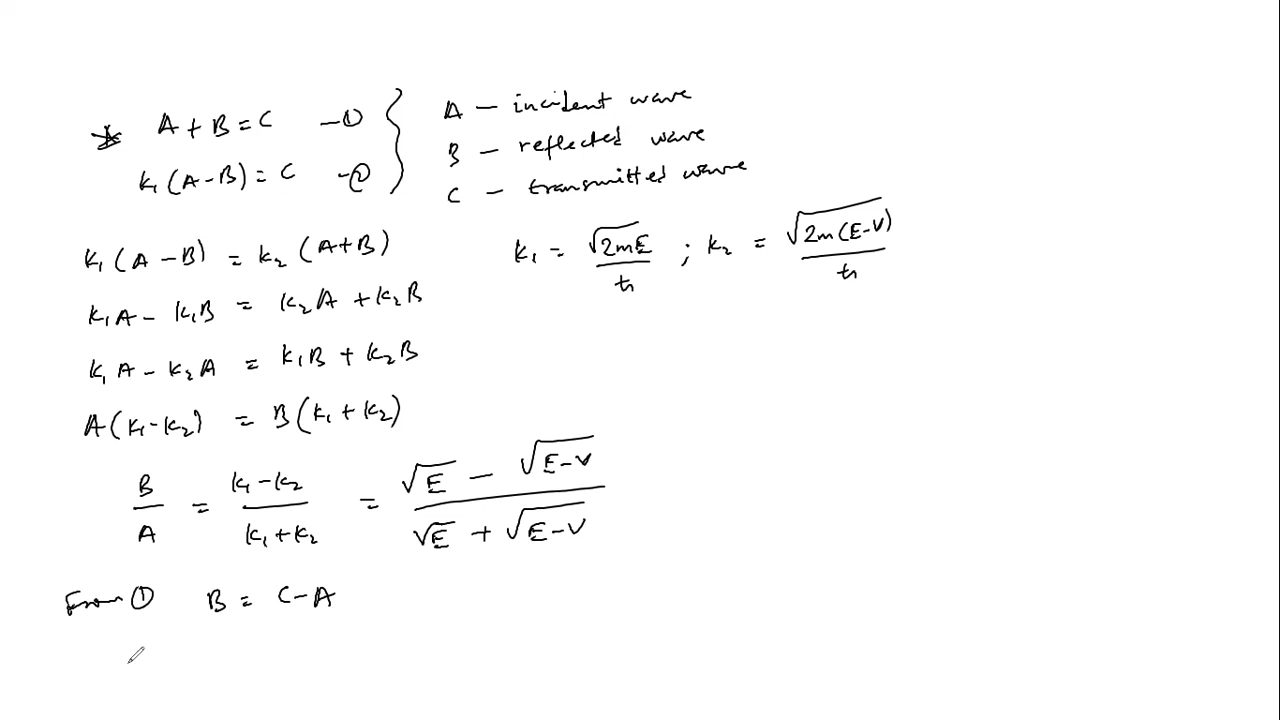 * A + B = C — ① } A — incident wave
k₁(A-B) = C — ② } B — reflected wave
C — transmitted wave
k₁(A-B) = k₂(A+B)
k₁ = √2mE / ħ ; k₂ = √2m(E-V) / ħ
k₁A - k₁B = k₂A + k₂B
k₁A - k₂A = k₁B + k₂B
A(k₁-k₂) = B(k₁+k₂)
B/A = (k₁-k₂)/(k₁+k₂) = (√E - √E-V)/(√E + √E-V)
From ① B = C-A